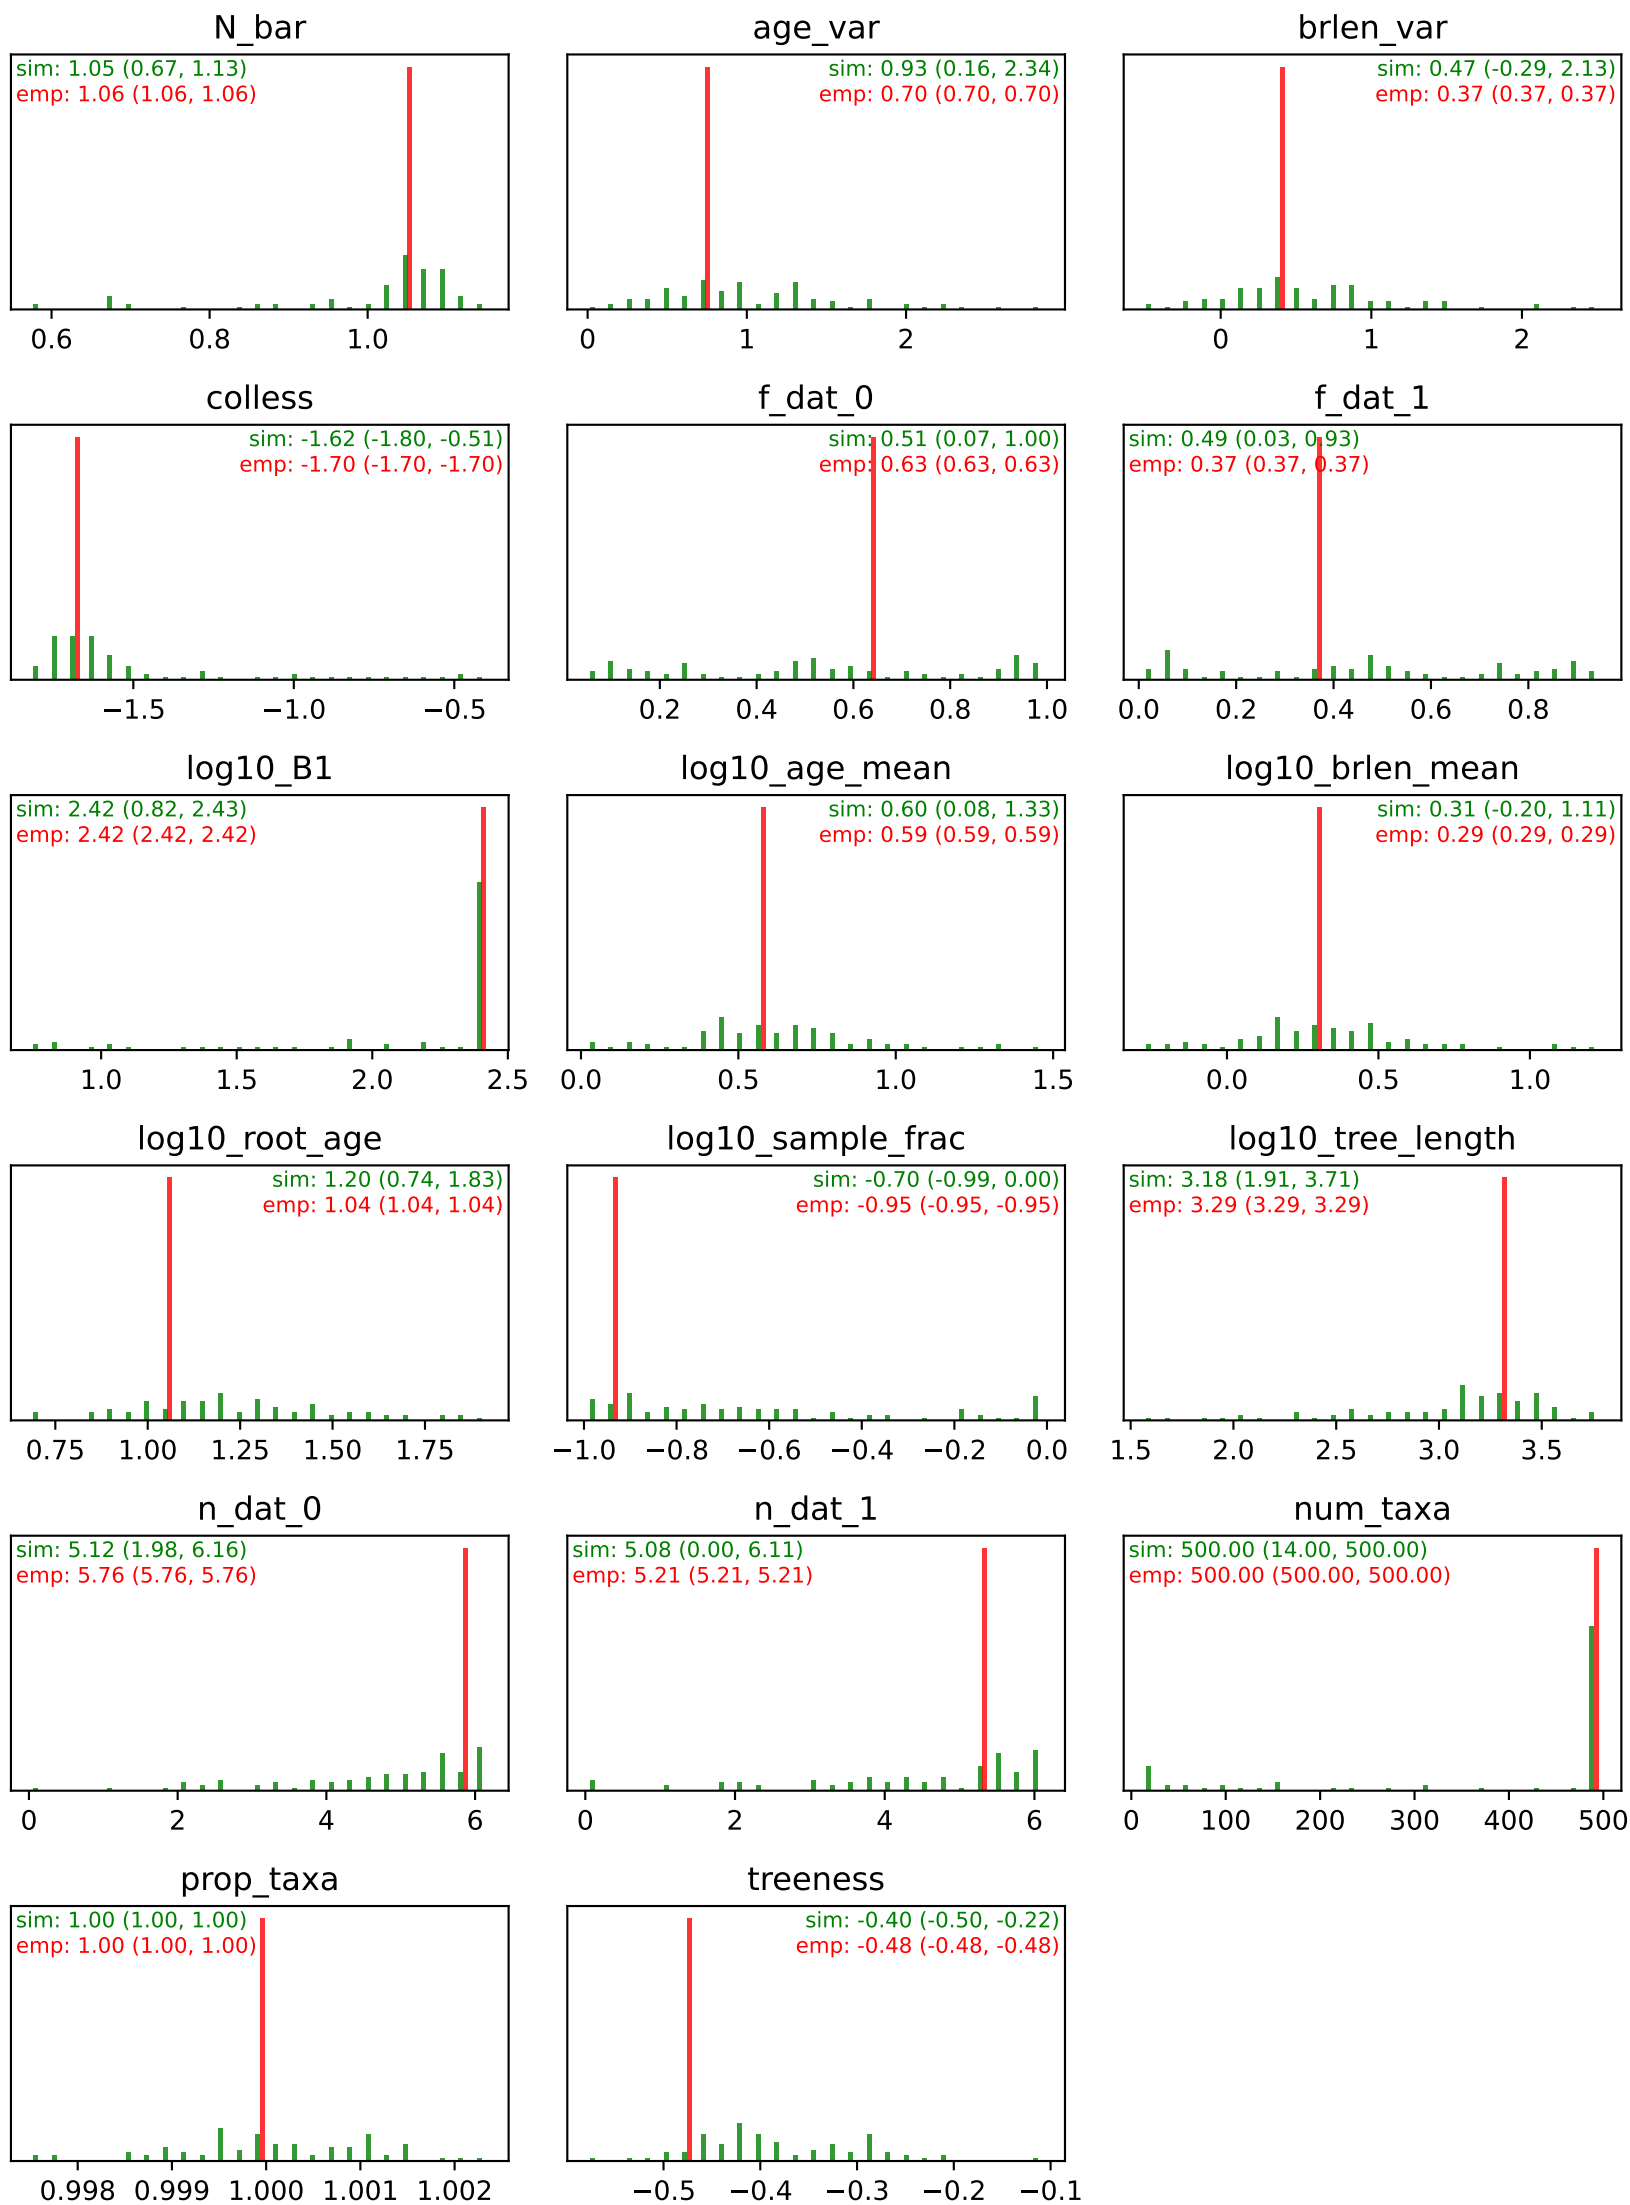 N_bar
sim: 1.05 (0.67, 1.13)
emp: 1.06 (1.06, 1.06)
0.6 0.8 1.0
age_var
sim: 0.93 (0.16, 2.34)
emp: 0.70 (0.70, 0.70)
0 1 2
brlen_var
sim: 0.47 (-0.29, 2.13)
emp: 0.37 (0.37, 0.37)
0 1 2
colless
sim: -1.62 (-1.80, -0.51)
emp: -1.70 (-1.70, -1.70)
−1.5 −1.0 −0.5
f_dat_0
sim: 0.51 (0.07, 1.00)
emp: 0.63 (0.63, 0.63)
0.2 0.4 0.6 0.8 1.0
f_dat_1
sim: 0.49 (0.03, 0.93)
emp: 0.37 (0.37, 0.37)
0.0 0.2 0.4 0.6 0.8
log10_B1
sim: 2.42 (0.82, 2.43)
emp: 2.42 (2.42, 2.42)
1.0 1.5 2.0 2.5
log10_age_mean
sim: 0.60 (0.08, 1.33)
emp: 0.59 (0.59, 0.59)
0.0 0.5 1.0 1.5
log10_brlen_mean
sim: 0.31 (-0.20, 1.11)
emp: 0.29 (0.29, 0.29)
0.0 0.5 1.0
log10_root_age
sim: 1.20 (0.74, 1.83)
emp: 1.04 (1.04, 1.04)
0.75 1.00 1.25 1.50 1.75
log10_sample_frac
sim: -0.70 (-0.99, 0.00)
emp: -0.95 (-0.95, -0.95)
−1.0 −0.8 −0.6 −0.4 −0.2 0.0
log10_tree_length
sim: 3.18 (1.91, 3.71)
emp: 3.29 (3.29, 3.29)
1.5 2.0 2.5 3.0 3.5
n_dat_0
sim: 5.12 (1.98, 6.16)
emp: 5.76 (5.76, 5.76)
0 2 4 6
n_dat_1
sim: 5.08 (0.00, 6.11)
emp: 5.21 (5.21, 5.21)
0 2 4 6
num_taxa
sim: 500.00 (14.00, 500.00)
emp: 500.00 (500.00, 500.00)
0 100 200 300 400 500
prop_taxa
sim: 1.00 (1.00, 1.00)
emp: 1.00 (1.00, 1.00)
0.998 0.999 1.000 1.001 1.002
treeness
sim: -0.40 (-0.50, -0.22)
emp: -0.48 (-0.48, -0.48)
−0.5 −0.4 −0.3 −0.2 −0.1